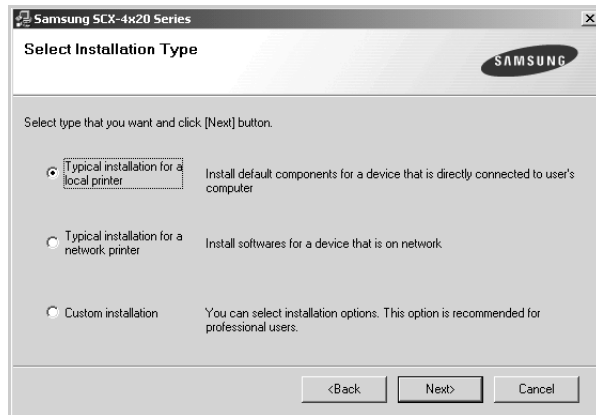 Samsung SCX-4x20 Series
Select Installation Type
SAMSUNG
Select type that you want and click [Next] button.
Typical installation for a
local printer
Install default components for a device that is directly connected to user's
computer
Typical installation for a
network printer
Install softwares for a device that is on network
Custom installation
You can select installation options. This option is recommended for
professional users.
<Back
Next>
Cancel